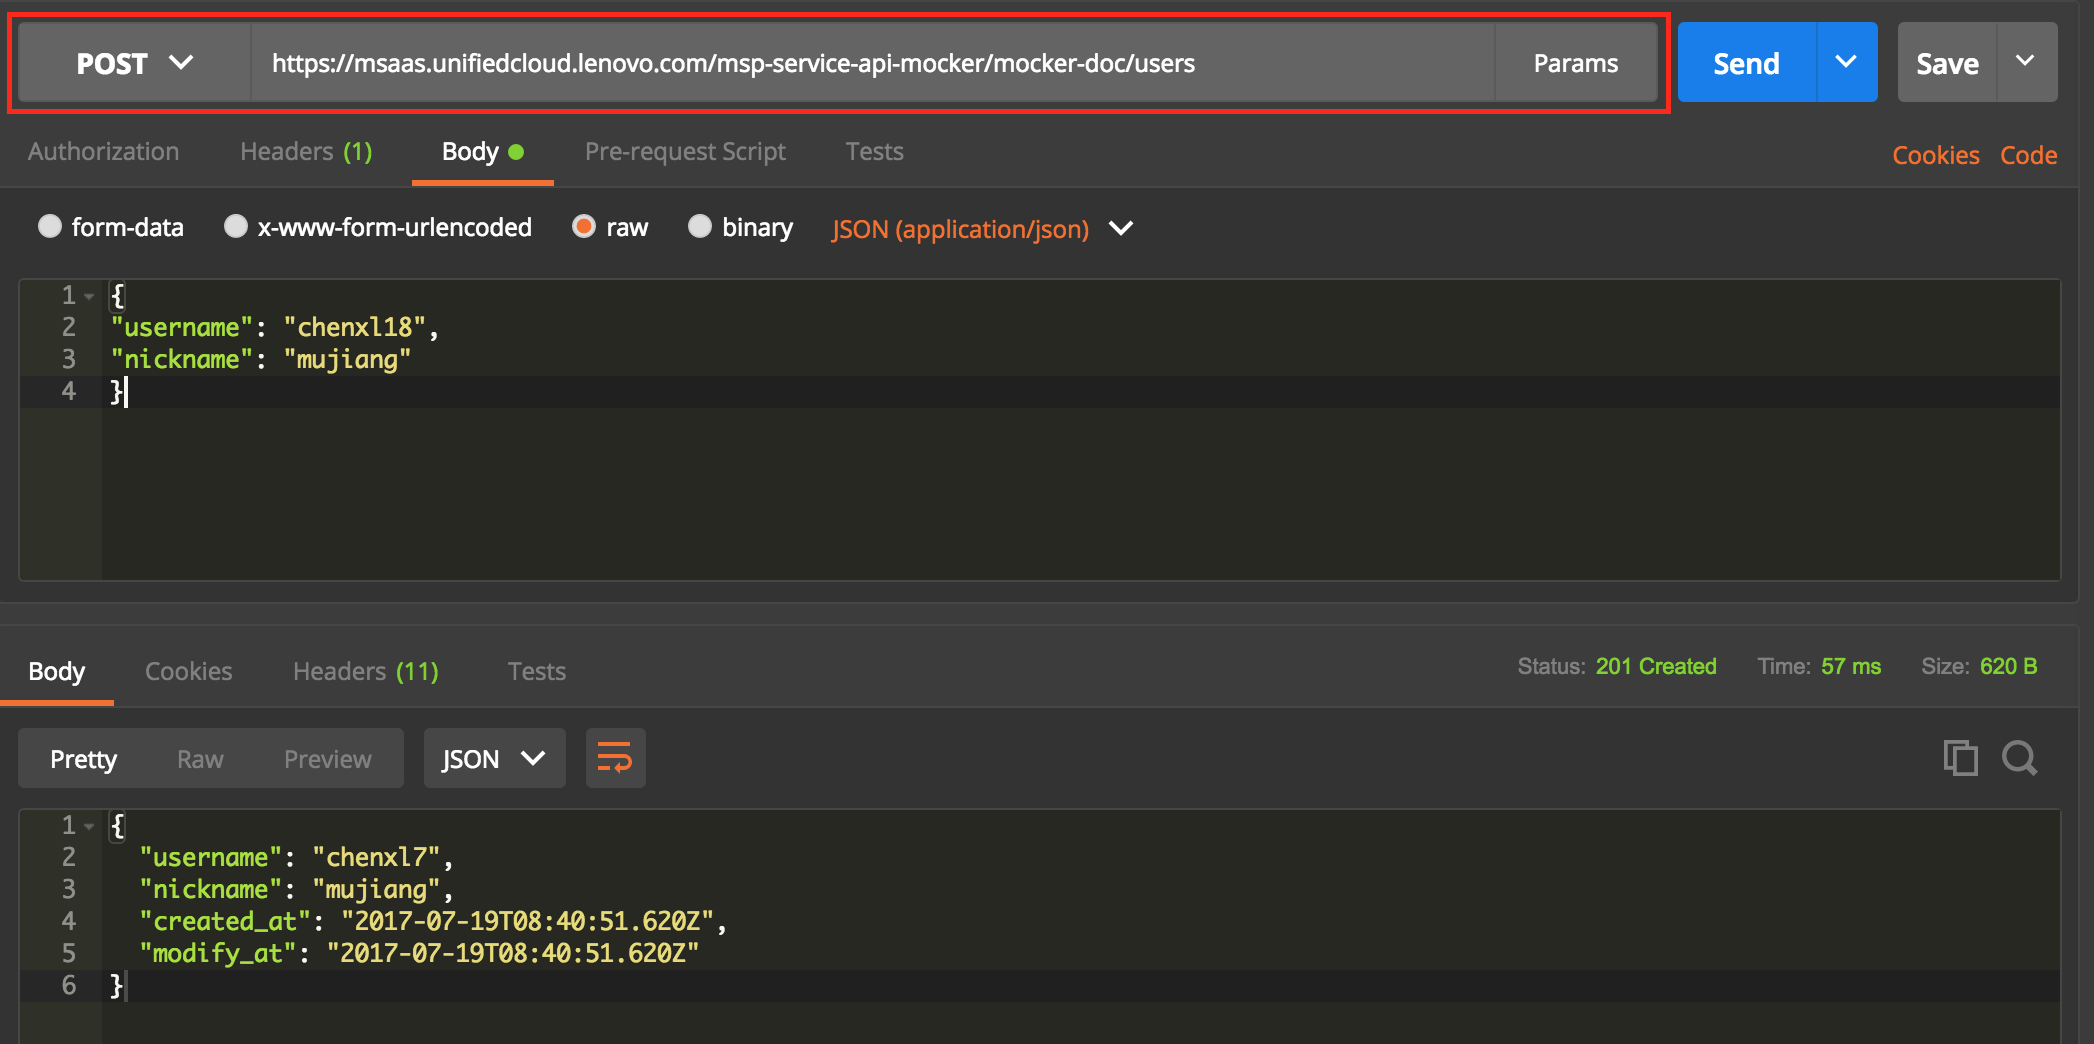 POST https://msaas.unifiedcloud.lenovo.com/msp-service-api-mocker/mocker-doc/users Params Send Save
Authorization Headers (1) Body Pre-request Script Tests Cookies Code
form-data x-www-form-urlencoded raw binary JSON (application/json)
1 {
2 "username": "chenxl18",
3 "nickname": "mujiang"
4 }
Body Cookies Headers (11) Tests Status: 201 Created Time: 57 ms Size: 620 B
Pretty Raw Preview JSON
1 {
2 "username": "chenxl7",
3 "nickname": "mujiang",
4 "created_at": "2017-07-19T08:40:51.620Z",
5 "modify_at": "2017-07-19T08:40:51.620Z"
6 }